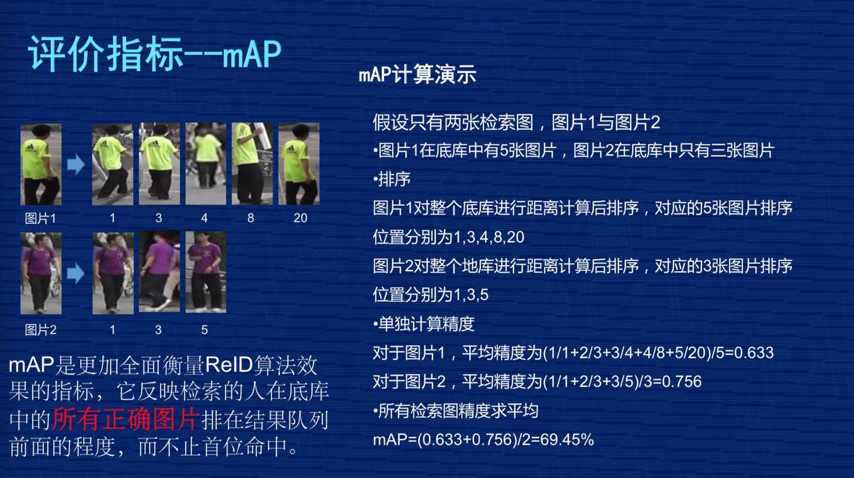 评价指标--mAP
mAP计算演示
图片1
1
3
4
8
20
图片2
1
3
5
mAP是更加全面衡量ReID算法效
果的指标，它反映检索的人在底库
中的所有正确图片排在结果队列
前面的程度，而不止首位命中。
假设只有两张检索图，图片1与图片2
•图片1在底库中有5张图片，图片2在底库中只有三张图片
•排序
图片1对整个底库进行距离计算后排序，对应的5张图片排序
位置分别为1,3,4,8,20
图片2对整个地库进行距离计算后排序，对应的3张图片排序
位置分别为1,3,5
•单独计算精度
对于图片1，平均精度为(1/1+2/3+3/4+4/8+5/20)/5=0.633
对于图片2，平均精度为(1/1+2/3+3/5)/3=0.756
•所有检索图精度求平均
mAP=(0.633+0.756)/2=69.45%